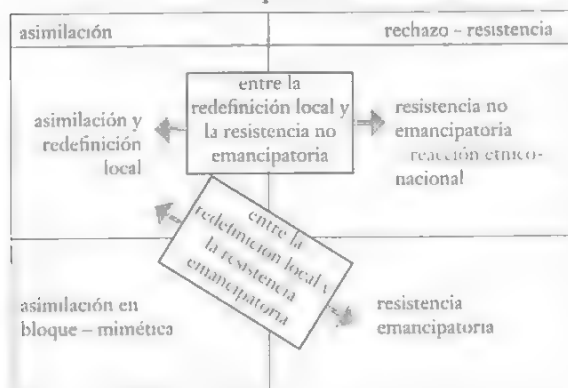 asimilación
rechazo – resistencia
entre la
redefinición local y
la resistencia no
emancipatoria
asimilación y
redefinición
local
resistencia no
emancipatoria
reacción étnico-
nacional
entre la
redefinición local y
la resistencia
emancipatoria
asimilación en
bloque – mimética
resistencia
emancipatoria